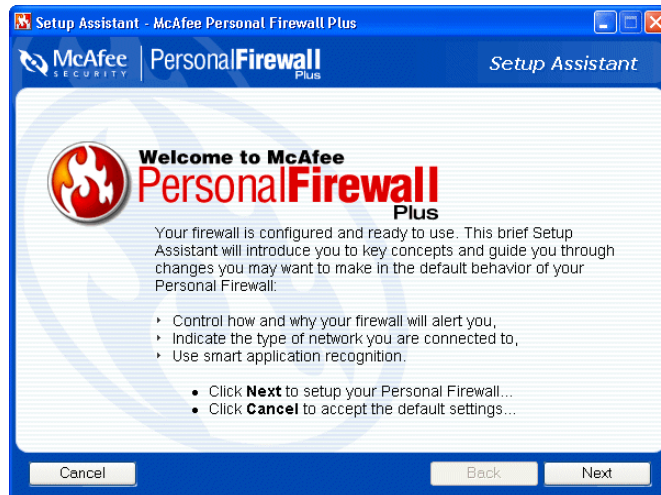 Setup Assistant - McAfee Personal Firewall Plus
McAfee SECURITY PersonalFirewall Plus Setup Assistant
Welcome to McAfee
PersonalFirewall
Plus
Your firewall is configured and ready to use. This brief Setup
Assistant will introduce you to key concepts and guide you through
changes you may want to make in the default behavior of your
Personal Firewall:
Control how and why your firewall will alert you,
Indicate the type of network you are connected to,
Use smart application recognition.
• Click Next to setup your Personal Firewall...
• Click Cancel to accept the default settings...
Cancel Back Next